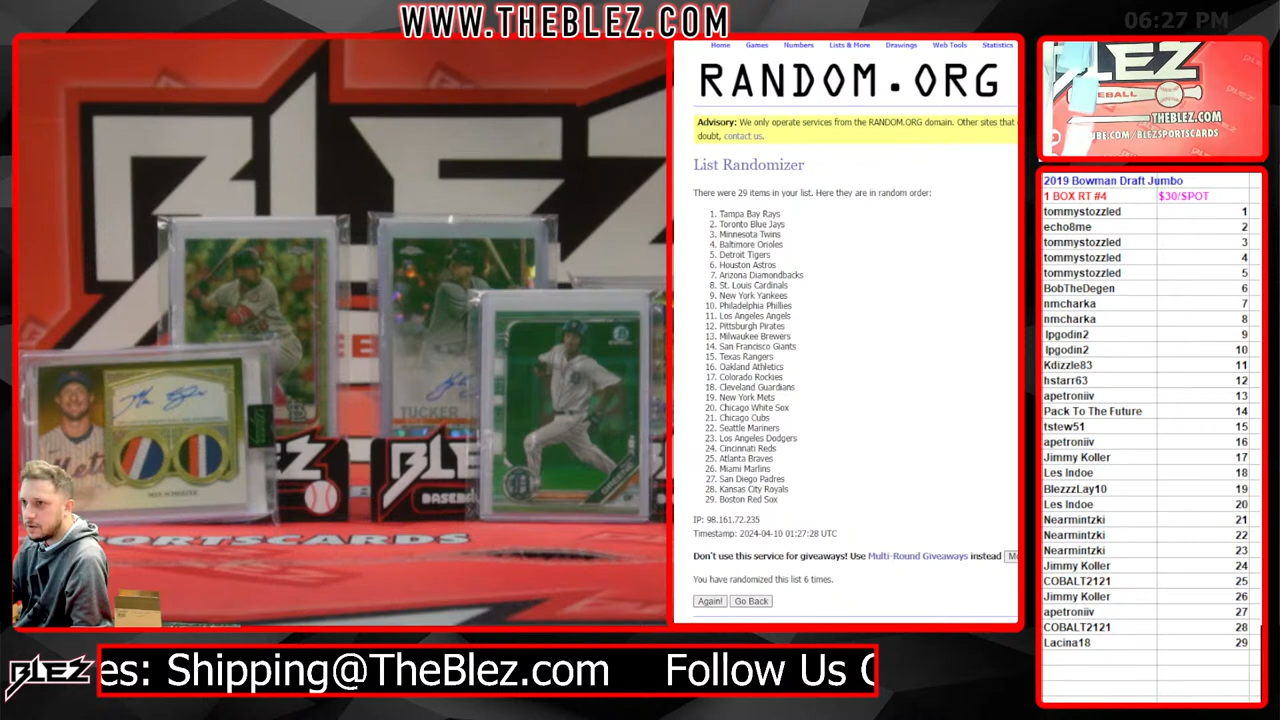 WWW.THEBLEZ.COM
06:27 PM
Home Games Numbers Lists & More Drawings Web Tools Statistics
RANDOM.ORG
Advisory: We only operate services from the RANDOM.ORG domain. Other sites that
doubt, contact us.
List Randomizer
There were 29 items in your list. Here they are in random order:
1. Tampa Bay Rays
2. Toronto Blue Jays
3. Minnesota Twins
4. Baltimore Orioles
5. Detroit Tigers
6. Houston Astros
7. Arizona Diamondbacks
8. St. Louis Cardinals
9. New York Yankees
10. Philadelphia Phillies
11. Los Angeles Angels
12. Pittsburgh Pirates
13. Milwaukee Brewers
14. San Francisco Giants
15. Texas Rangers
16. Oakland Athletics
17. Colorado Rockies
18. Cleveland Guardians
19. New York Mets
20. Chicago White Sox
21. Chicago Cubs
22. Seattle Mariners
23. Los Angeles Dodgers
24. Cincinnati Reds
25. Atlanta Braves
26. Miami Marlins
27. San Diego Padres
28. Kansas City Royals
29. Boston Red Sox
IP: 98.161.72.235
Timestamp: 2024-04-10 01:27:28 UTC
Don't use this service for giveaways! Use Multi-Round Giveaways instead
You have randomized this list 6 times.
Again! Go Back
BLEZ
BASEBALL
THEBLEZ.COM
UBE.COM/BLEZSPORTSCARDS
2019 Bowman Draft Jumbo
1 BOX RT #4 $30/SPOT
tommystozzled 1
echo8me 2
tommystozzled 3
tommystozzled 4
tommystozzled 5
BobTheDegen 6
nmcharka 7
nmcharka 8
lpgodin2 9
lpgodin2 10
Kdizzle83 11
hstarr63 12
apetroniiv 13
Pack To The Future 14
tstew51 15
apetroniiv 16
Jimmy Koller 17
Les Indoe 18
BlezzzLay10 19
Les Indoe 20
Nearmintzki 21
Nearmintzki 22
Nearmintzki 23
Jimmy Koller 24
COBALT2121 25
Jimmy Koller 26
apetroniiv 27
COBALT2121 28
Lacina18 29
TUCKER
BLE
BASEB
ORTSCARDS
BLEZ
es: Shipping@TheBlez.com Follow Us